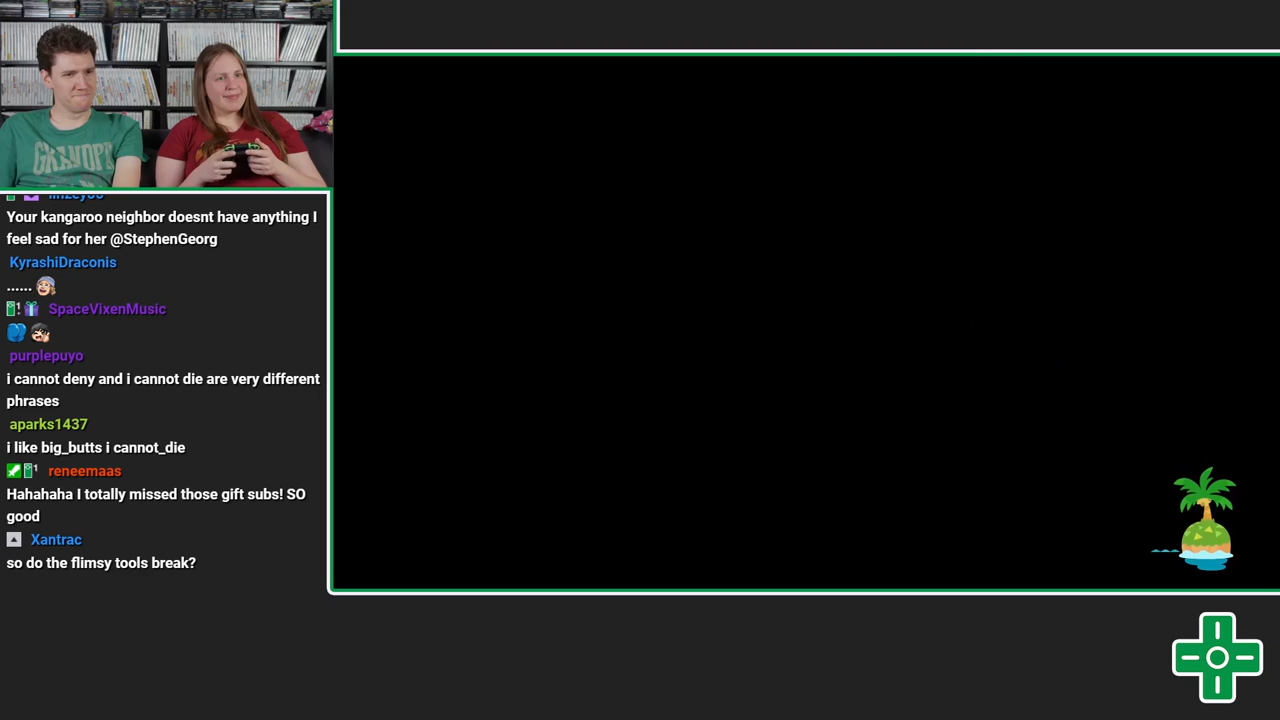 GRANDPA
linzey86
Your kangaroo neighbor doesnt have anything I
feel sad for her @StephenGeorg
KyrashiDraconis
......
SpaceVixenMusic
purplepuyo
i cannot deny and i cannot die are very different
phrases
aparks1437
i like big_butts i cannot_die
reneemaas
Hahahaha I totally missed those gift subs! SO
good
Xantrac
so do the flimsy tools break?